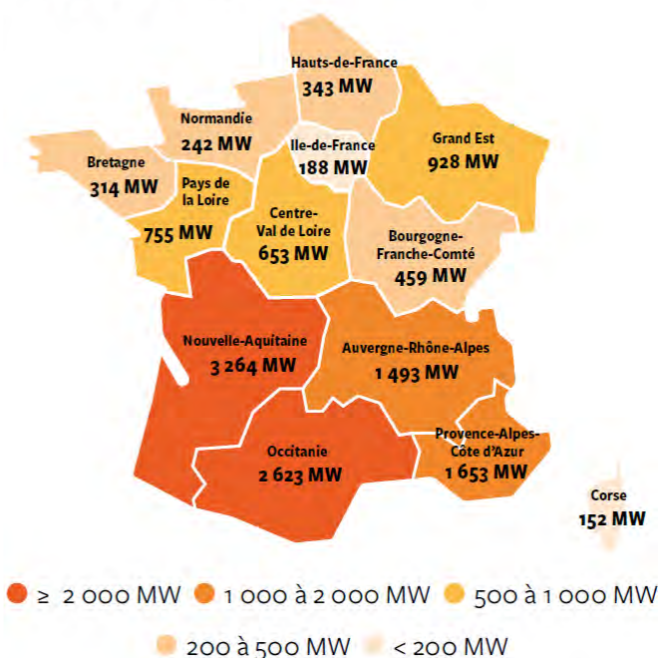 Hauts-de-France
343 MW
Normandie
242 MW
Ile-de-France
188 MW
Grand Est
928 MW
Bretagne
314 MW
Pays de
la Loire
755 MW
Centre-
Val de Loire
653 MW
Bourgogne-
Franche-Comté
459 MW
Nouvelle-Aquitaine
3 264 MW
Auvergne-Rhône-Alpes
1 493 MW
Occitanie
2 623 MW
Provence-Alpes-
Côte d'Azur
1 653 MW
Corse
152 MW
≥ 2 000 MW
1 000 à 2 000 MW
500 à 1 000 MW
200 à 500 MW
< 200 MW